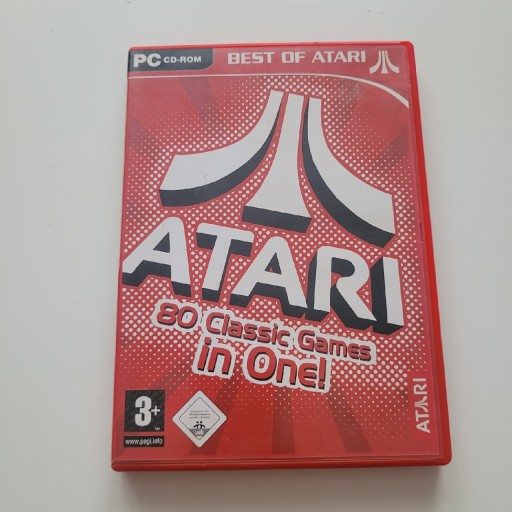 PC CD-ROM
BEST OF ATARI
ATARI
80 Classic Games
in One!
3+
www.pegi.info
ATARI